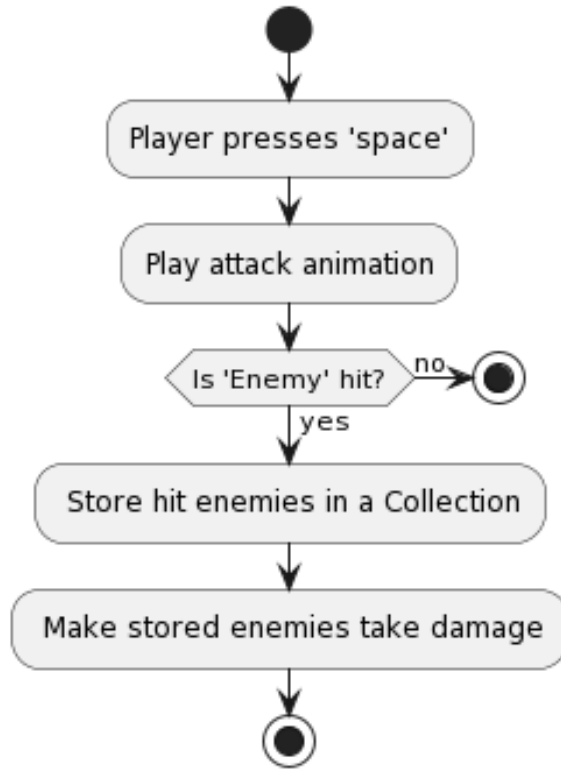 Player presses 'space'
Play attack animation
Is 'Enemy' hit?
no
yes
Store hit enemies in a Collection
Make stored enemies take damage